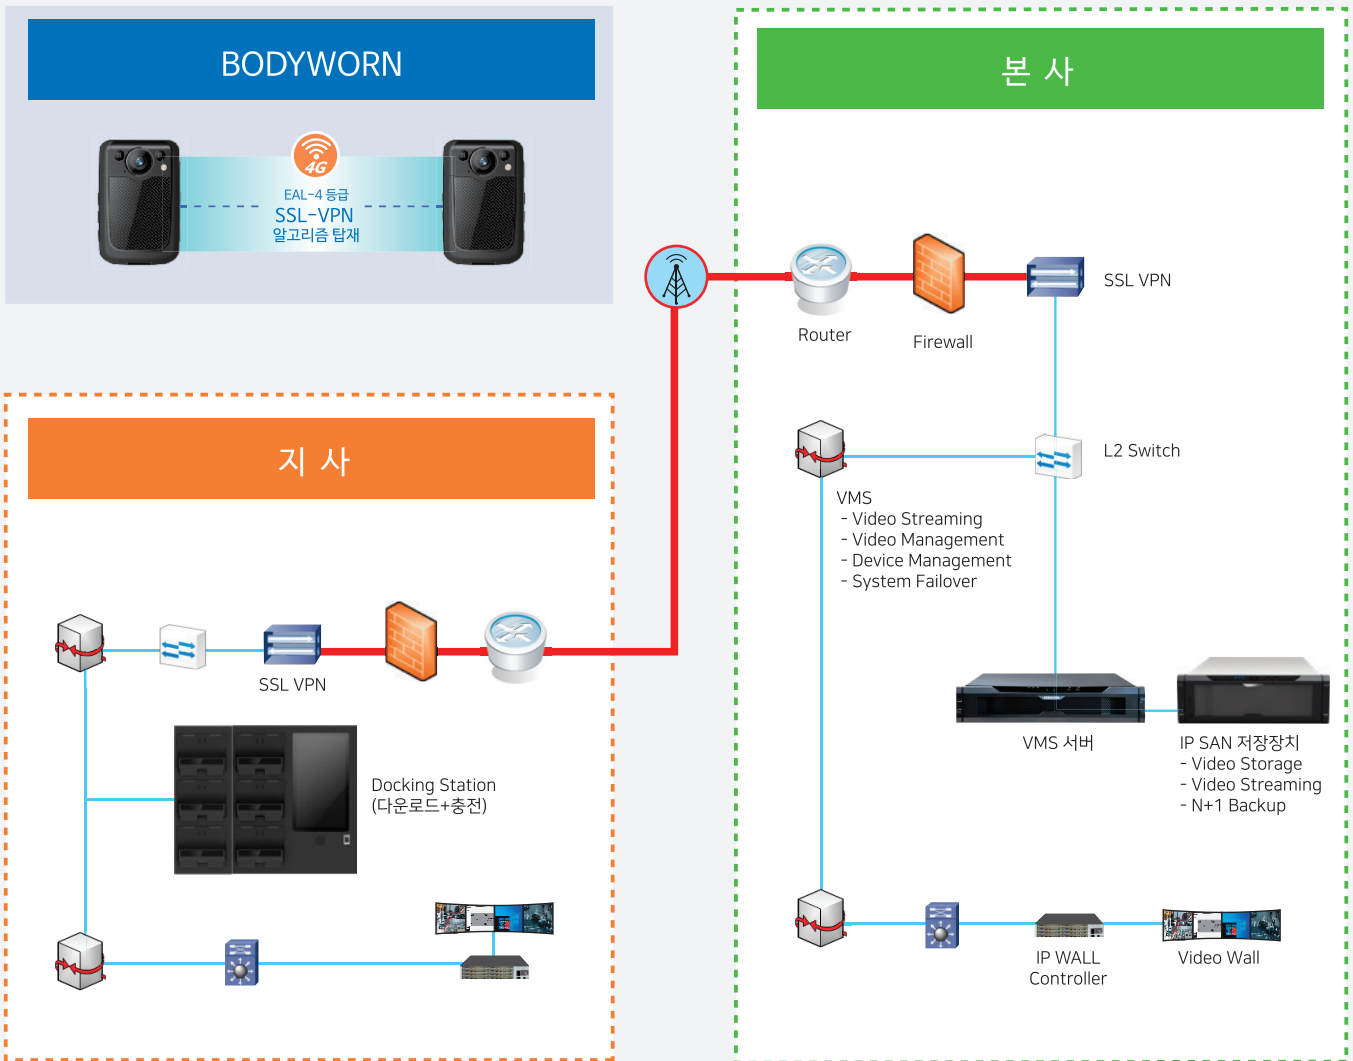 BODYWORN
4G
EAL-4 등급
SSL-VPN
알고리즘 탑재
본 사
Router
Firewall
SSL VPN
L2 Switch
VMS
- Video Streaming
- Video Management
- Device Management
- System Failover
VMS 서버
IP SAN 저장장치
- Video Storage
- Video Streaming
- N+1 Backup
IP WALL
Controller
Video Wall
지 사
SSL VPN
Docking Station
(다운로드+충전)